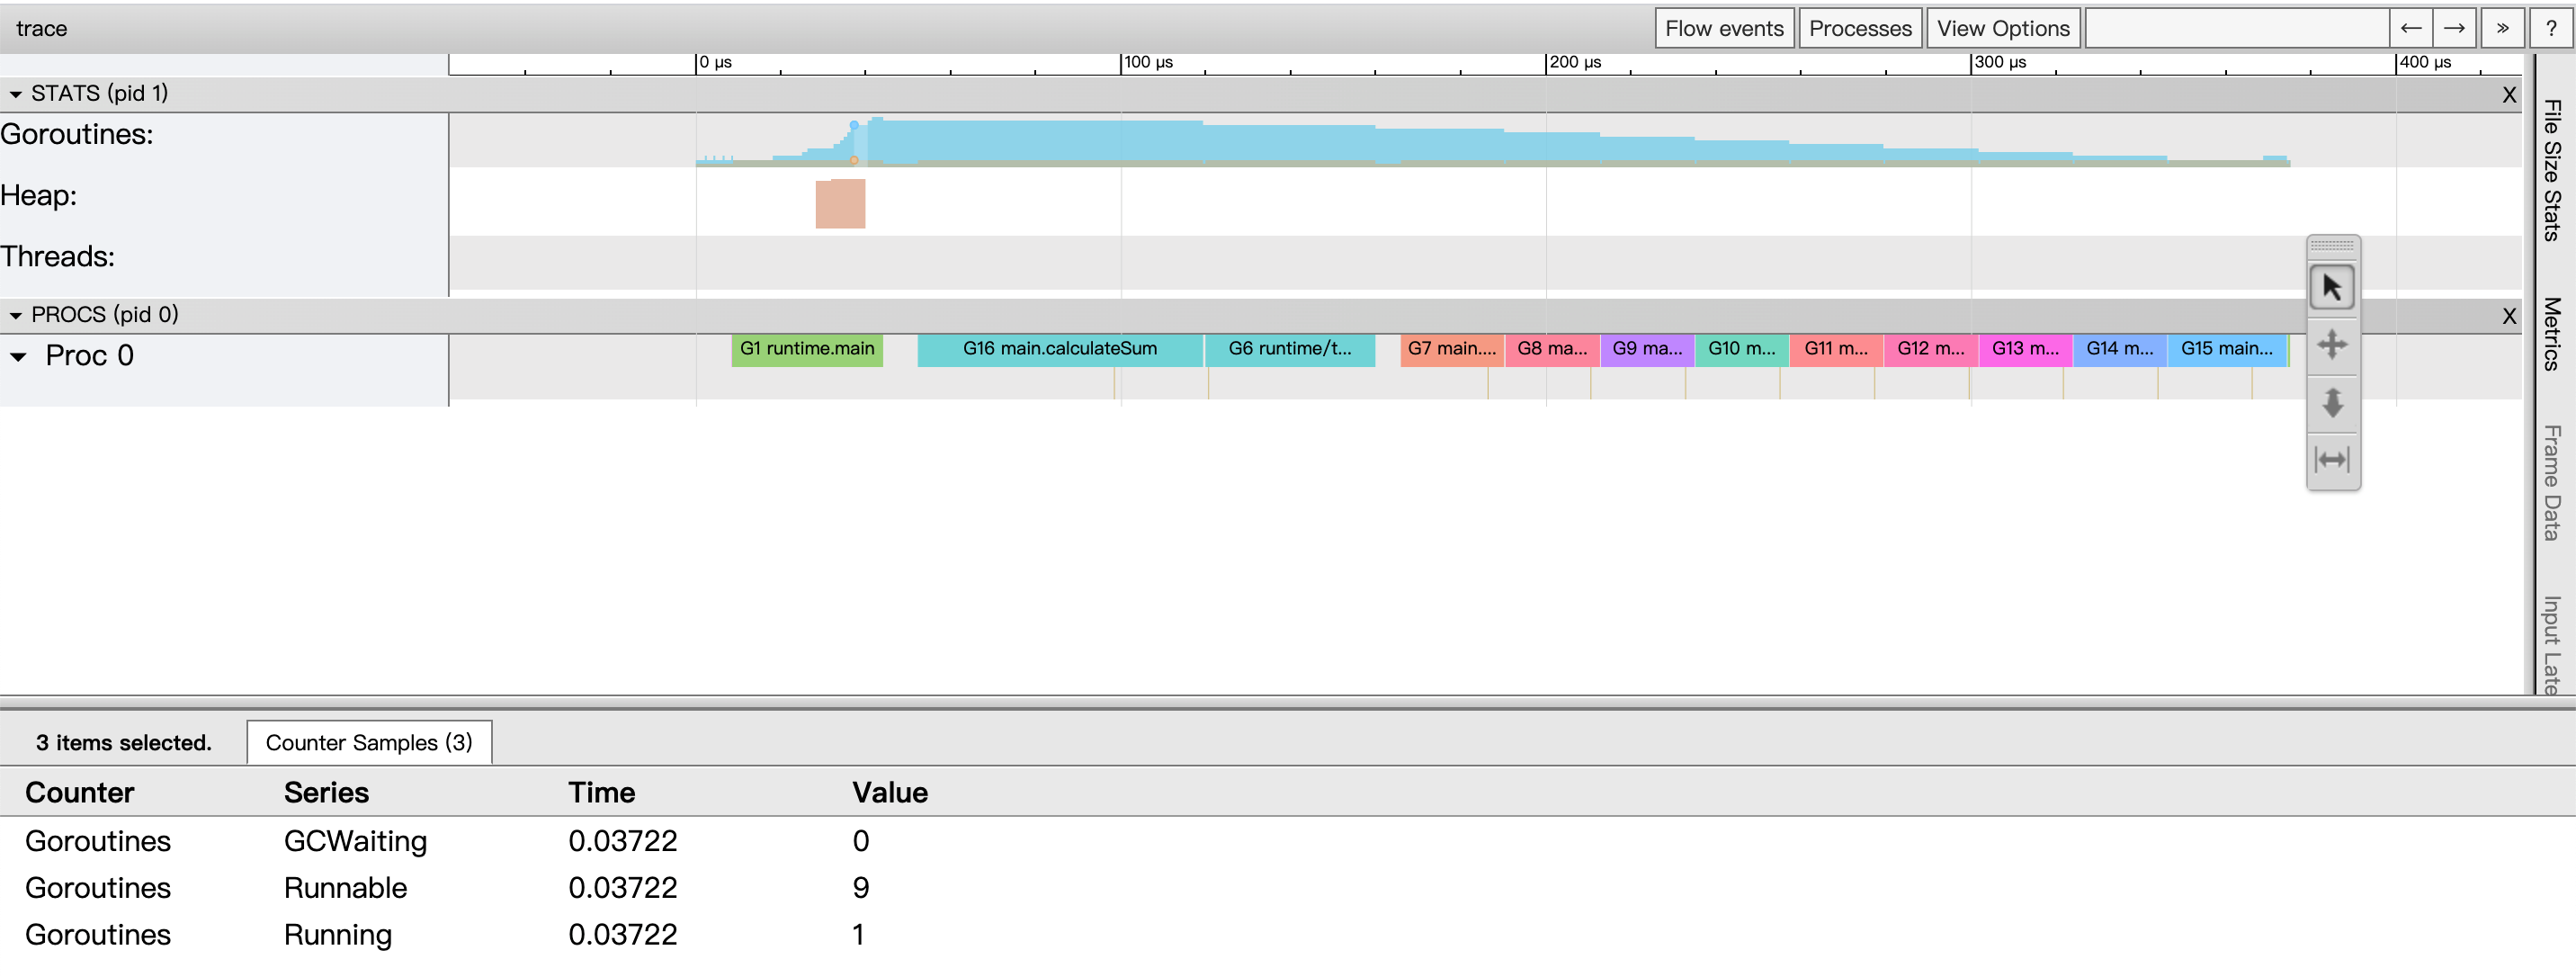 trace Flow events Processes View Options ← → » ?
0 µs 100 µs 200 µs 300 µs 400 µs
STATS (pid 1) X
Goroutines:
Heap:
Threads:
PROCS (pid 0) X
Proc 0 G1 runtime.main G16 main.calculateSum G6 runtime/t... G7 main.... G8 ma... G9 ma... G10 m... G11 m... G12 m... G13 m... G14 m... G15 main...
File Size Stats
Metrics
Frame Data
Input Late
3 items selected. Counter Samples (3)
Counter Series Time Value
Goroutines GCWaiting 0.03722 0
Goroutines Runnable 0.03722 9
Goroutines Running 0.03722 1